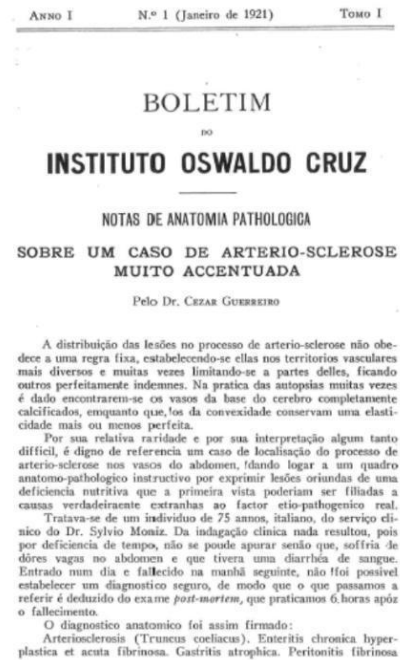 ANNO I N.º 1 (Janeiro de 1921) TOMO I
BOLETIM
DO
INSTITUTO OSWALDO CRUZ
NOTAS DE ANATOMIA PATHOLOGICA
SOBRE UM CASO DE ARTERIO-SCLEROSE
MUITO ACCENTUADA
Pelo Dr. CEZAR GUERREIRO
A distribuição das lesões no processo de arterio-sclerose não obe-
dece a uma regra fixa, estabelecendo-se ellas nos territorios vasculares
mais diversos e muitas vezes limitando-se a partes delles, ficando
outros perfeitamente indemnes. Na pratica das autopsias muitas vezes
é dado encontrarem-se os vasos da base do cerebro completamente
calcificados, emquanto que, os da convexidade conservam uma elasti-
cidade mais ou menos perfeita.
Por sua relativa raridade e por sua interpretação algum tanto
difficil, é digno de referencia um caso de localisação do processo de
arterio-sclerose nos vasos do abdomen, dando logar a um quadro
anatomo-pathologico instructivo por exprimir lesões oriundas de uma
deficiencia nutritiva que a primeira vista poderiam ser filiadas a
causas verdadeiraente extranhas ao factor etio-pathogenico real.
Tratava-se de um individuo de 75 annos, italiano, do serviço cli-
nico do Dr. Sylvio Moniz. Da indagação clinica nada resultou, pois
por deficiencia de tempo, não se poude apurar senão que, soffria de
dôres vagas no abdomen e que tivera uma diarrhéa de sangue.
Entrado num dia e fallecido na manhã seguinte, não foi possivel
estabelecer um diagnostico seguro, de modo que o que passamos a
referir é deduzido do exame post-mortem, que praticamos 6 horas apóz
o fallecimento.
O diagnostico anatomico foi assim firmado:
Arteriosclerosis (Truncus coeliacus). Enteritis chronica hyper-
plastica et acuta fibrinosa. Gastritis atrophica. Peritonitis fibrinosa